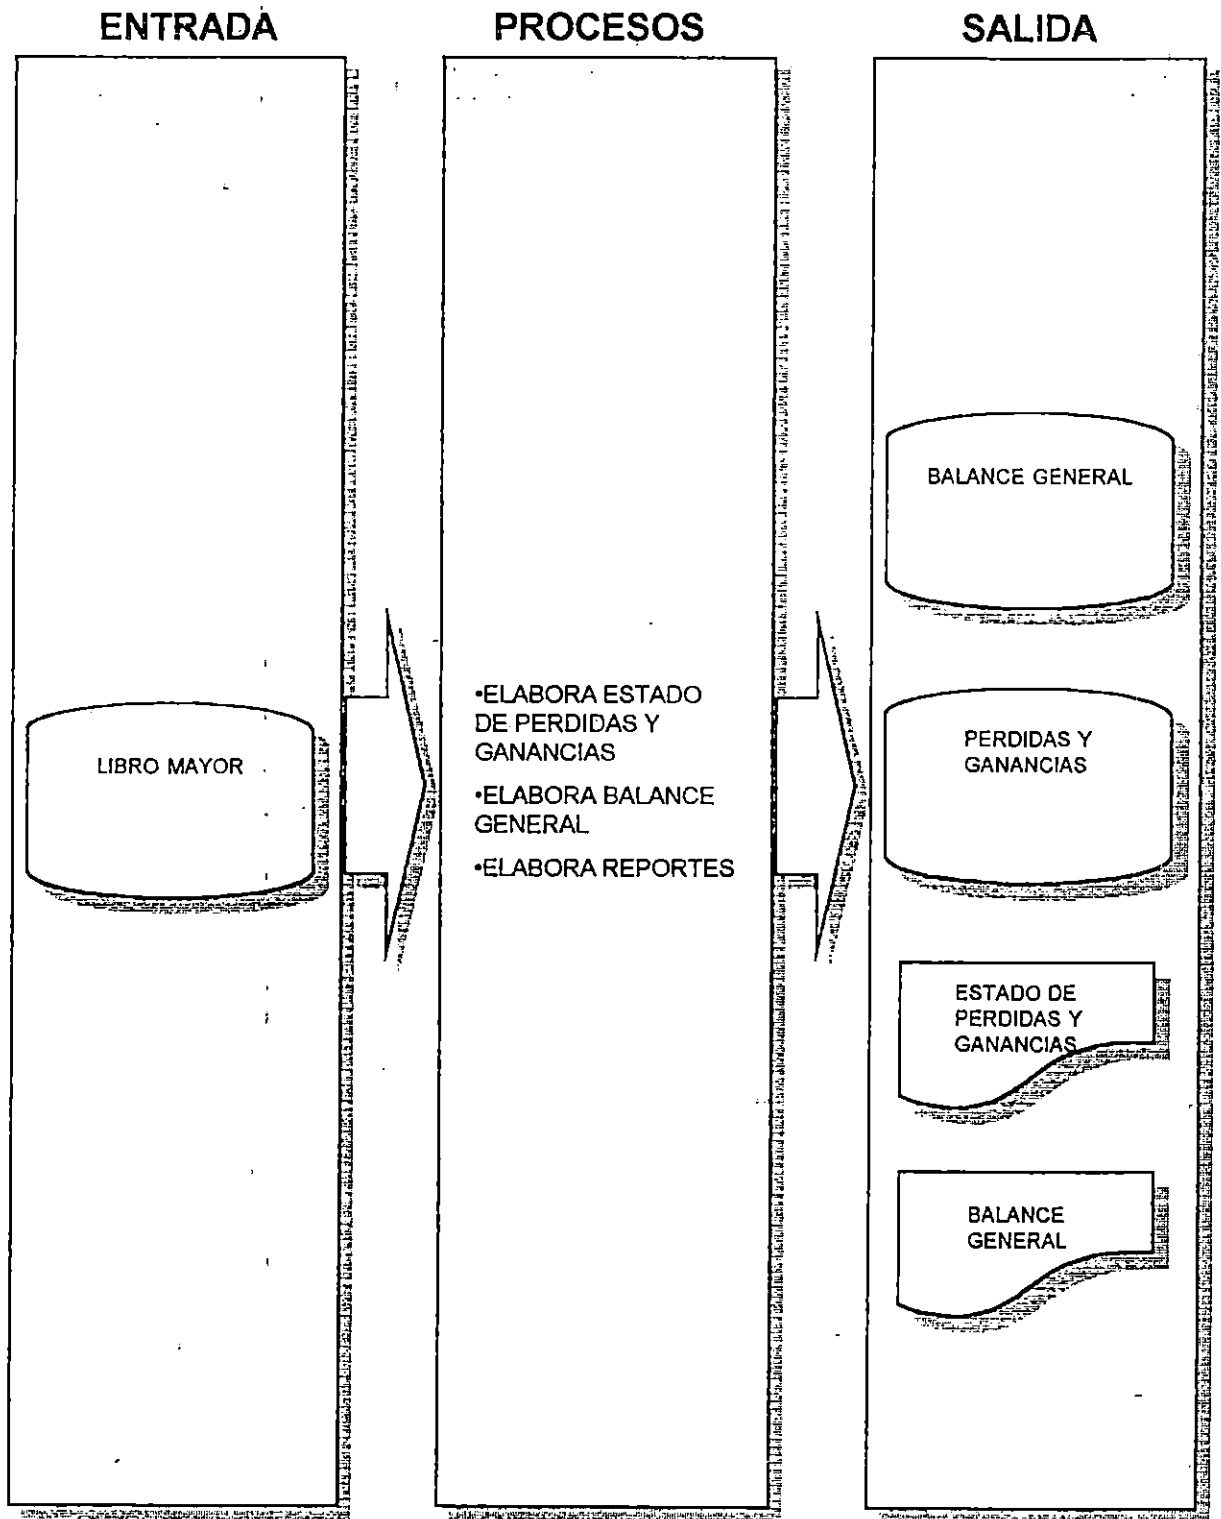 ENTRADA
PROCESOS
SALIDA
LIBRO MAYOR
•ELABORA ESTADO
DE PERDIDAS Y
GANANCIAS
•ELABORA BALANCE
GENERAL
•ELABORA REPORTES
BALANCE GENERAL
PERDIDAS Y
GANANCIAS
ESTADO DE
PERDIDAS Y
GANANCIAS
BALANCE
GENERAL